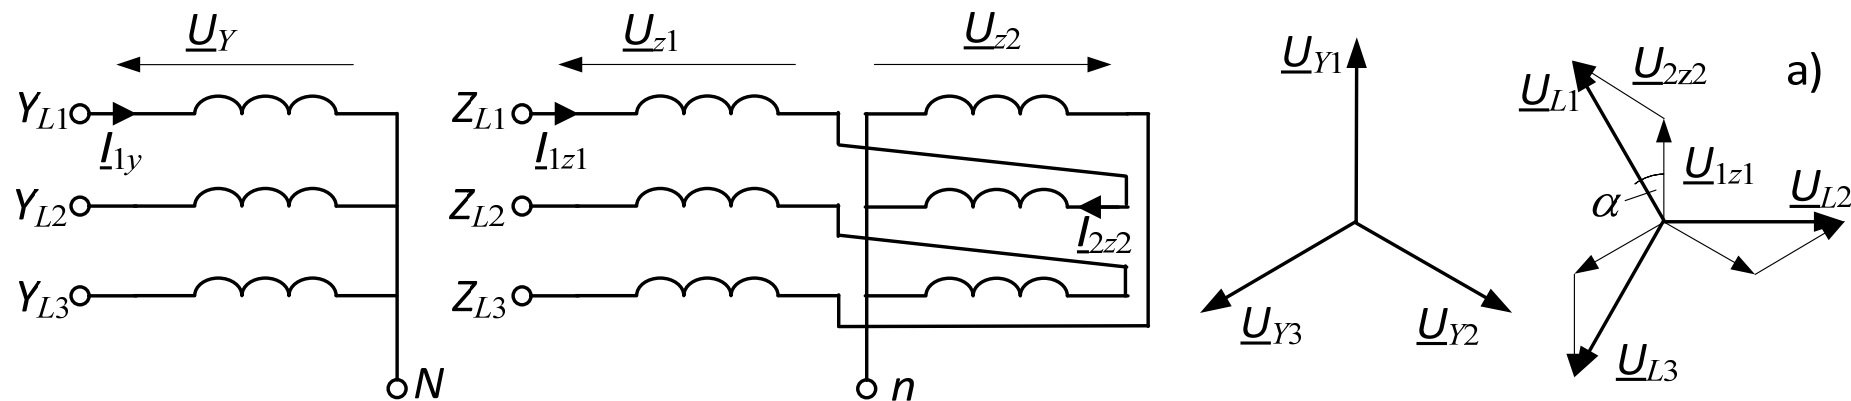 U_Y U_z1 U_z2
Y_L1 I_1y Z_L1 I_1z1
Y_L2 Z_L2 I_2z2
Y_L3 Z_L3
N n
U_Y1 U_Y3 U_Y2
U_L1 U_2z2 a)
α U_1z1 U_L2
U_L3